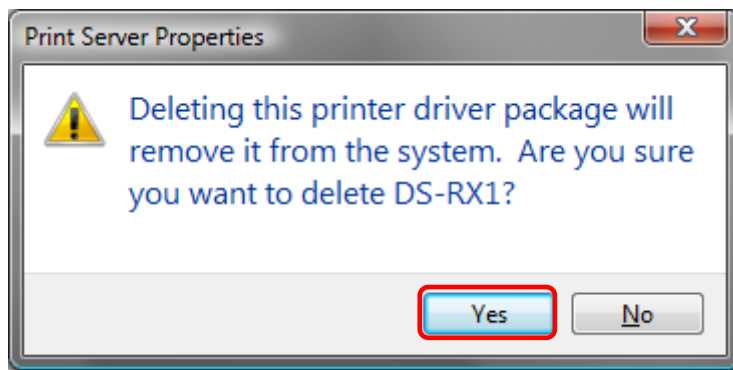 Print Server Properties
Deleting this printer driver package will
remove it from the system.  Are you sure
you want to delete DS-RX1?
Yes
No